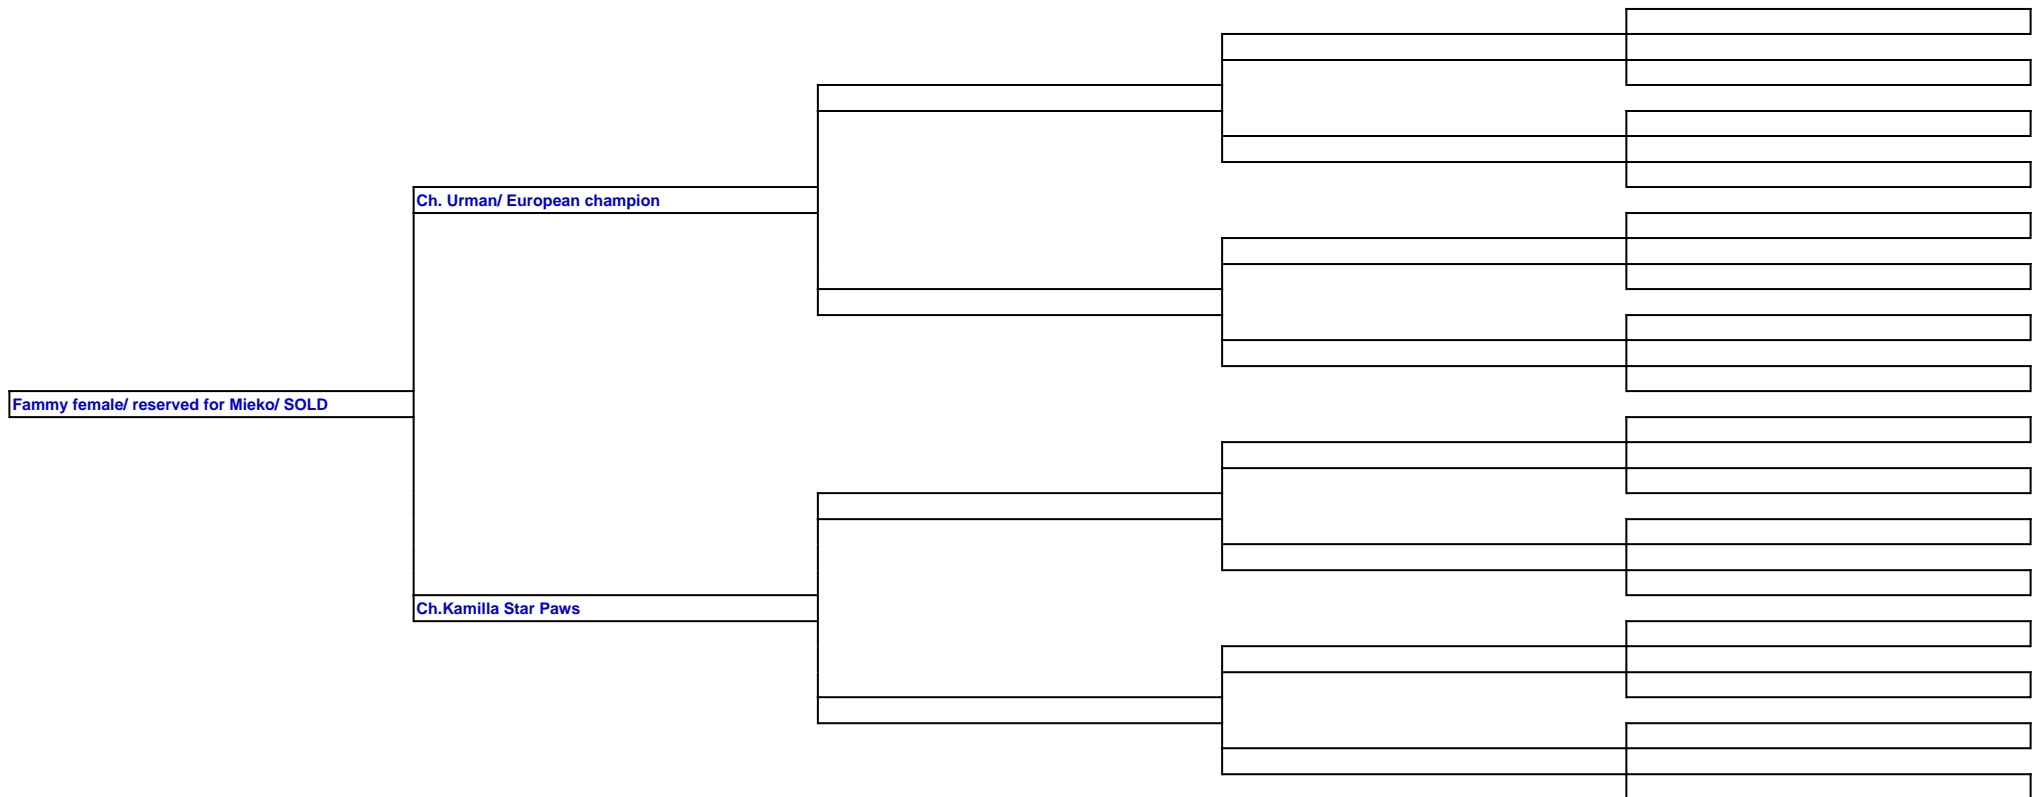 Ch. Urman/ European champion
Fammy female/ reserved for Mieko/ SOLD
Ch.Kamilla Star Paws